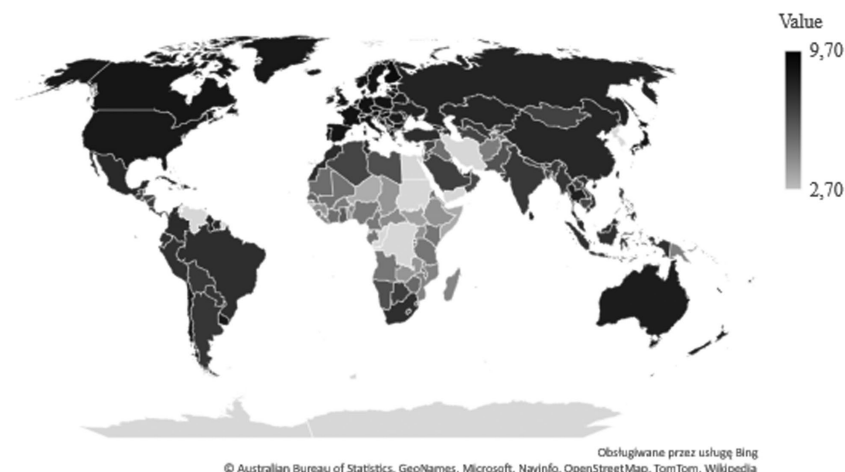 Value
9,70
2,70
Obsługiwane przez usługę Bing
© Australian Bureau of Statistics, GeoNames, Microsoft, Navinfo, OpenStreetMap, TomTom, Wikipedia